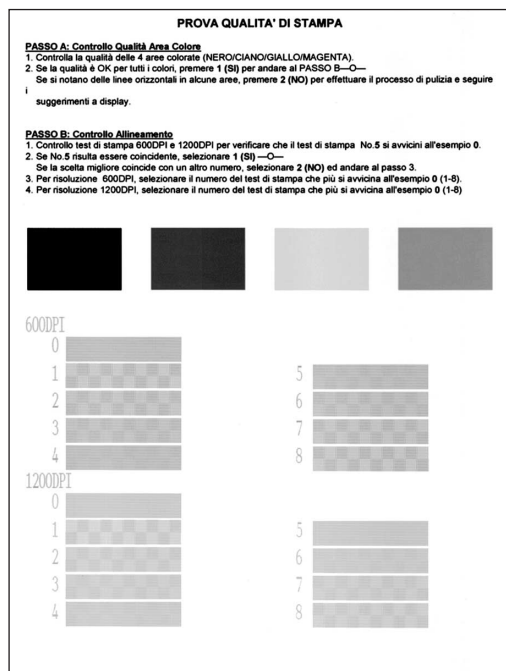 PROVA QUALITA' DI STAMPA
PASSO A: Controllo Qualità Area Colore
1. Controlla la qualità delle 4 aree colorate (NERO/CIANO/GIALLO/MAGENTA).
2. Se la qualità è OK per tutti i colori, premere 1 (SI) per andare al PASSO B—O—
Se si notano delle linee orizzontali in alcune aree, premere 2 (NO) per effettuare il processo di pulizia e seguire
i
suggerimenti a display.
PASSO B: Controllo Allineamento
1. Controllo test di stampa 600DPI e 1200DPI per verificare che il test di stampa No.5 si avvicini all'esempio 0.
2. Se No.5 risulta essere coincidente, selezionare 1 (SI) —O—
Se la scelta migliore coincide con un altro numero, selezionare 2 (NO) ed andare al passo 3.
3. Per risoluzione 600DPI, selezionare il numero del test di stampa che più si avvicina all'esempio 0 (1-8).
4. Per risoluzione 1200DPI, selezionare il numero del test di stampa che più si avvicina all'esempio 0 (1-8)
600DPI
0
1
2
3
4
5
6
7
8
1200DPI
0
1
2
3
4
5
6
7
8